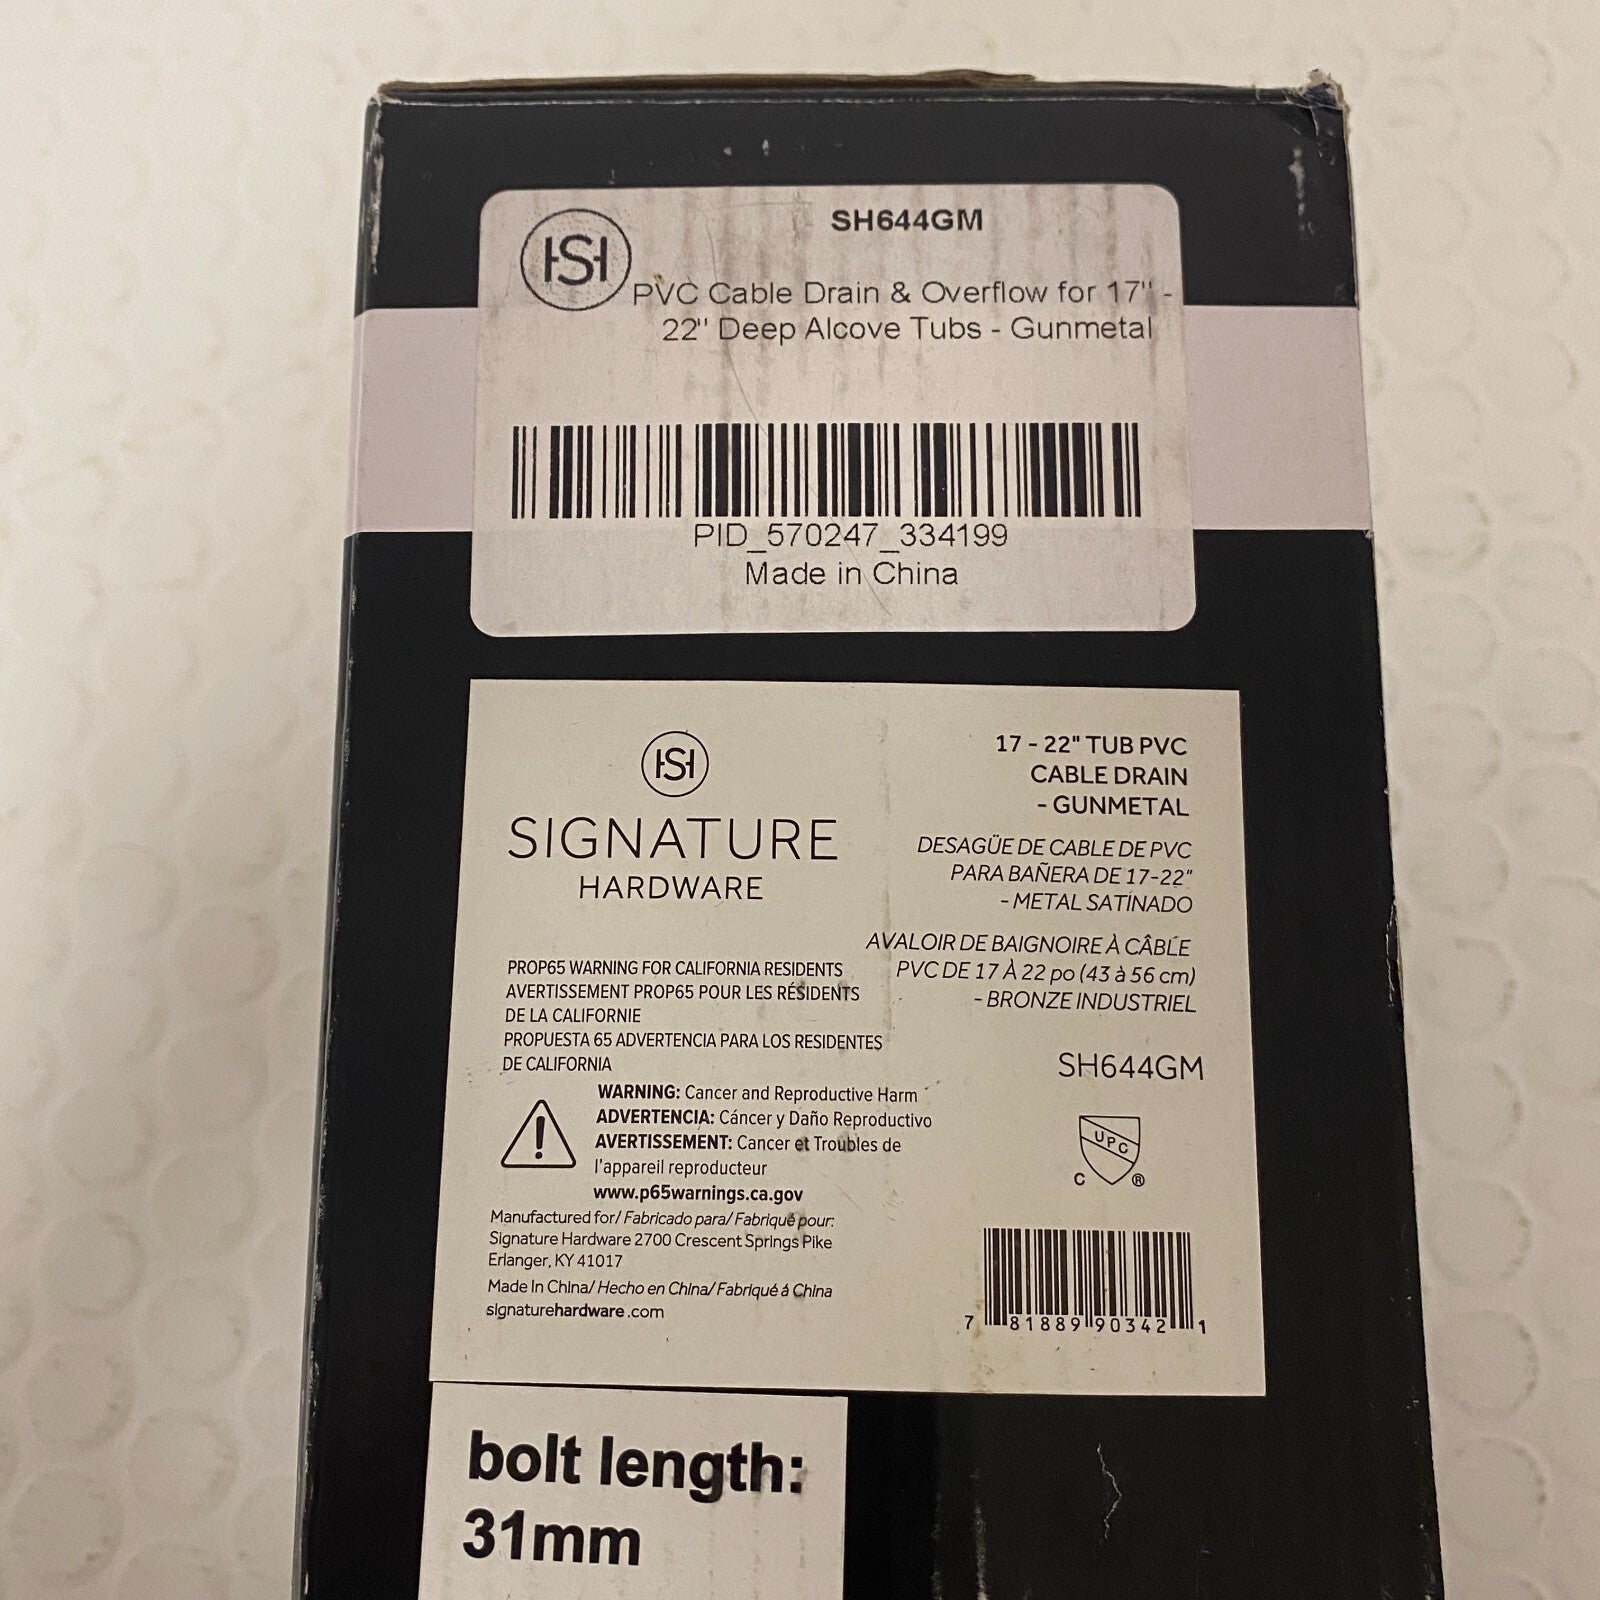 SH644GM
HSH
PVC Cable Drain & Overflow for 17" -
22" Deep Alcove Tubs - Gunmetal
PID_570247_334199
Made in China
HSH
SIGNATURE
HARDWARE
17 - 22" TUB PVC
CABLE DRAIN
- GUNMETAL
DESAGÜE DE CABLE DE PVC
PARA BAÑERA DE 17-22"
- METAL SATINADO
AVALOIR DE BAIGNOIRE À CÂBLE
PVC DE 17 À 22 po (43 à 56 cm)
- BRONZE INDUSTRIEL
SH644GM
PROP65 WARNING FOR CALIFORNIA RESIDENTS
AVERTISSEMENT PROP65 POUR LES RÉSIDENTS
DE LA CALIFORNIE
PROPUESTA 65 ADVERTENCIA PARA LOS RESIDENTES
DE CALIFORNIA
WARNING: Cancer and Reproductive Harm
ADVERTENCIA: Cáncer y Daño Reproductivo
AVERTISSEMENT: Cancer et Troubles de
l'appareil reproducteur
www.p65warnings.ca.gov
Manufactured for/ Fabricado para/ Fabriqué pour:
Signature Hardware 2700 Crescent Springs Pike
Erlanger, KY 41017
Made In China/ Hecho en China/ Fabriqué á China
signaturehardware.com
UPC
C ®
7 81889 90342 1
bolt length:
31mm